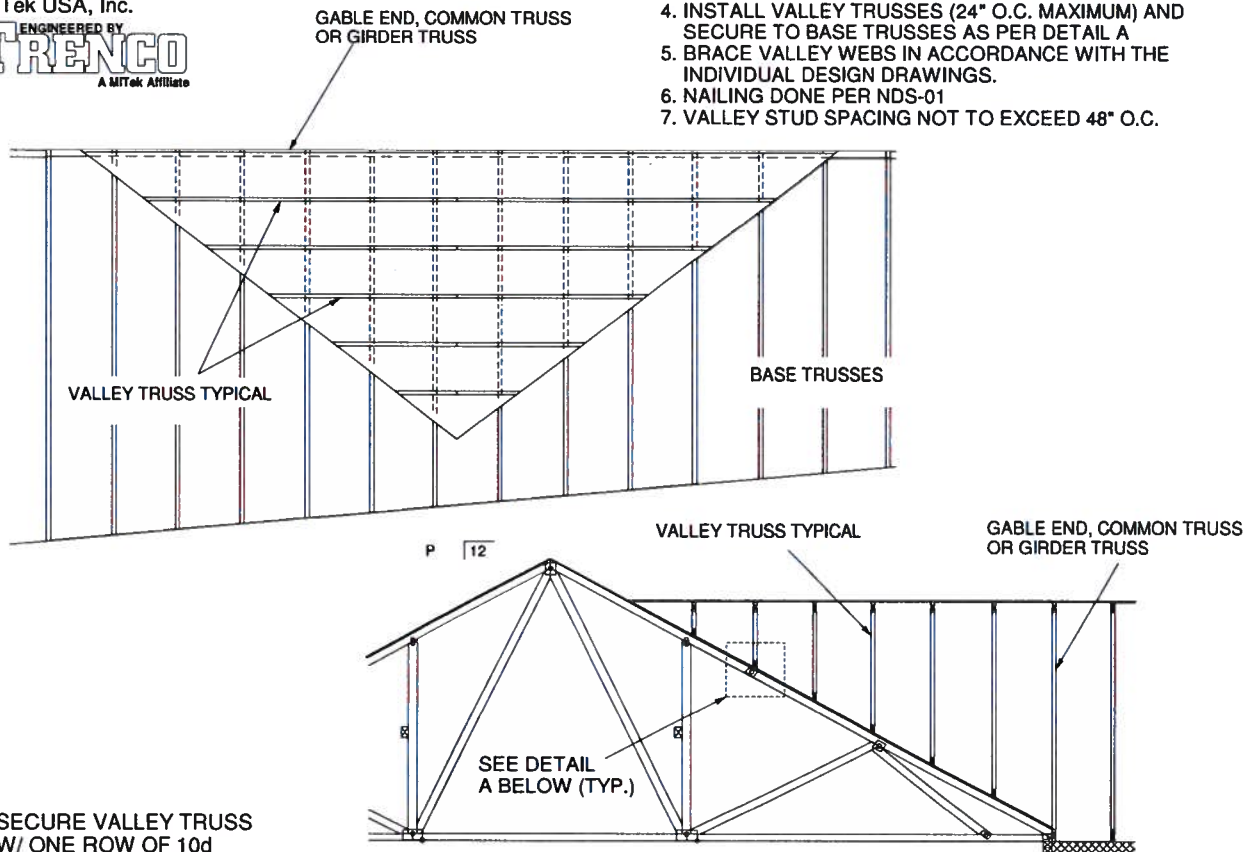 Tek USA, Inc.
ENGINEERED BY
TRENCO
A MiTek Affiliate
GABLE END, COMMON TRUSS
OR GIRDER TRUSS
4. INSTALL VALLEY TRUSSES (24" O.C. MAXIMUM) AND
SECURE TO BASE TRUSSES AS PER DETAIL A
5. BRACE VALLEY WEBS IN ACCORDANCE WITH THE
INDIVIDUAL DESIGN DRAWINGS.
6. NAILING DONE PER NDS-01
7. VALLEY STUD SPACING NOT TO EXCEED 48" O.C.
VALLEY TRUSS TYPICAL
BASE TRUSSES
P 12
VALLEY TRUSS TYPICAL
GABLE END, COMMON TRUSS
OR GIRDER TRUSS
SEE DETAIL
A BELOW (TYP.)
SECURE VALLEY TRUSS
W/ ONE ROW OF 10d